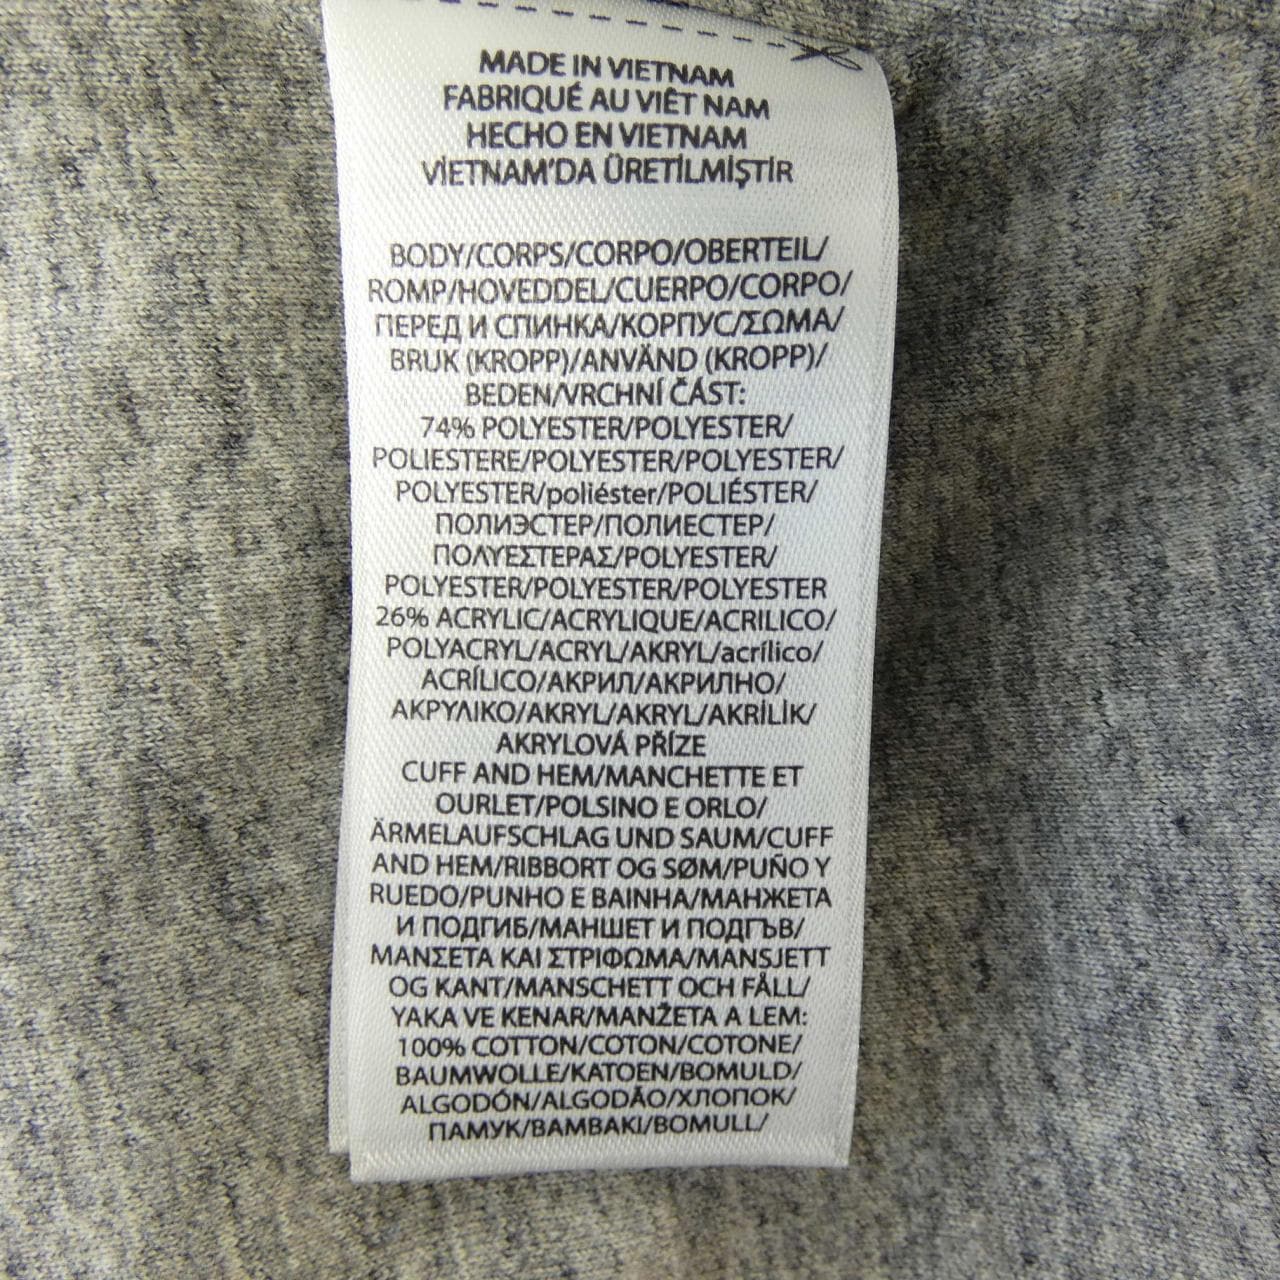 MADE IN VIETNAM
FABRIQUÉ AU VIÊT NAM
HECHO EN VIETNAM
VİETNAM'DA ÜRETİLMİŞTİR
BODY/CORPS/CORPO/OBERTEIL/
ROMP/HOVEDDEL/CUERPO/CORPO/
ПЕРЕД И СПИНКА/КОРПУС/ΣΩΜΑ/
BRUK (KROPP)/ANVÄND (KROPP)/
BEDEN/VRCHNÍ ČÁST:
74% POLYESTER/POLYESTER/
POLIESTERE/POLYESTER/POLYESTER/
POLYESTER/poliéster/POLIÉSTER/
ПОЛИЭСТЕР/ПОЛИЕСТЕР/
ΠΟΛΥΕΣΤΕΡΑΣ/POLYESTER/
POLYESTER/POLYESTER/POLYESTER
26% ACRYLIC/ACRYLIQUE/ACRILICO/
POLYACRYL/ACRYL/AKRYL/acrílico/
ACRÍLICO/АКРИЛ/АКРИЛНО/
ΑΚΡΥΛΙΚΟ/AKRYL/AKRYL/AKRİLİK/
AKRYLOVÁ PŘÍZE
CUFF AND HEM/MANCHETTE ET
OURLET/POLSINO E ORLO/
ÄRMELAUFSCHLAG UND SAUM/CUFF
AND HEM/RIBBORT OG SØM/PUÑO Y
RUEDO/PUNHO E BAINHA/МАНЖЕТА
И ПОДГИБ/МАНШЕТ И ПОДГЪВ/
ΜΑΝΣΕΤΑ ΚΑΙ ΣΤΡΙΦΩΜΑ/MANSJETT
OG KANT/MANSCHETT OCH FÅLL/
YAKA VE KENAR/MANŽETA A LEM:
100% COTTON/COTON/COTONE/
BAUMWOLLE/KATOEN/BOMULD/
ALGODÓN/ALGODÃO/ХЛОПОК/
ПАМУК/ΒΑΜΒΑΚΙ/BOMULL/